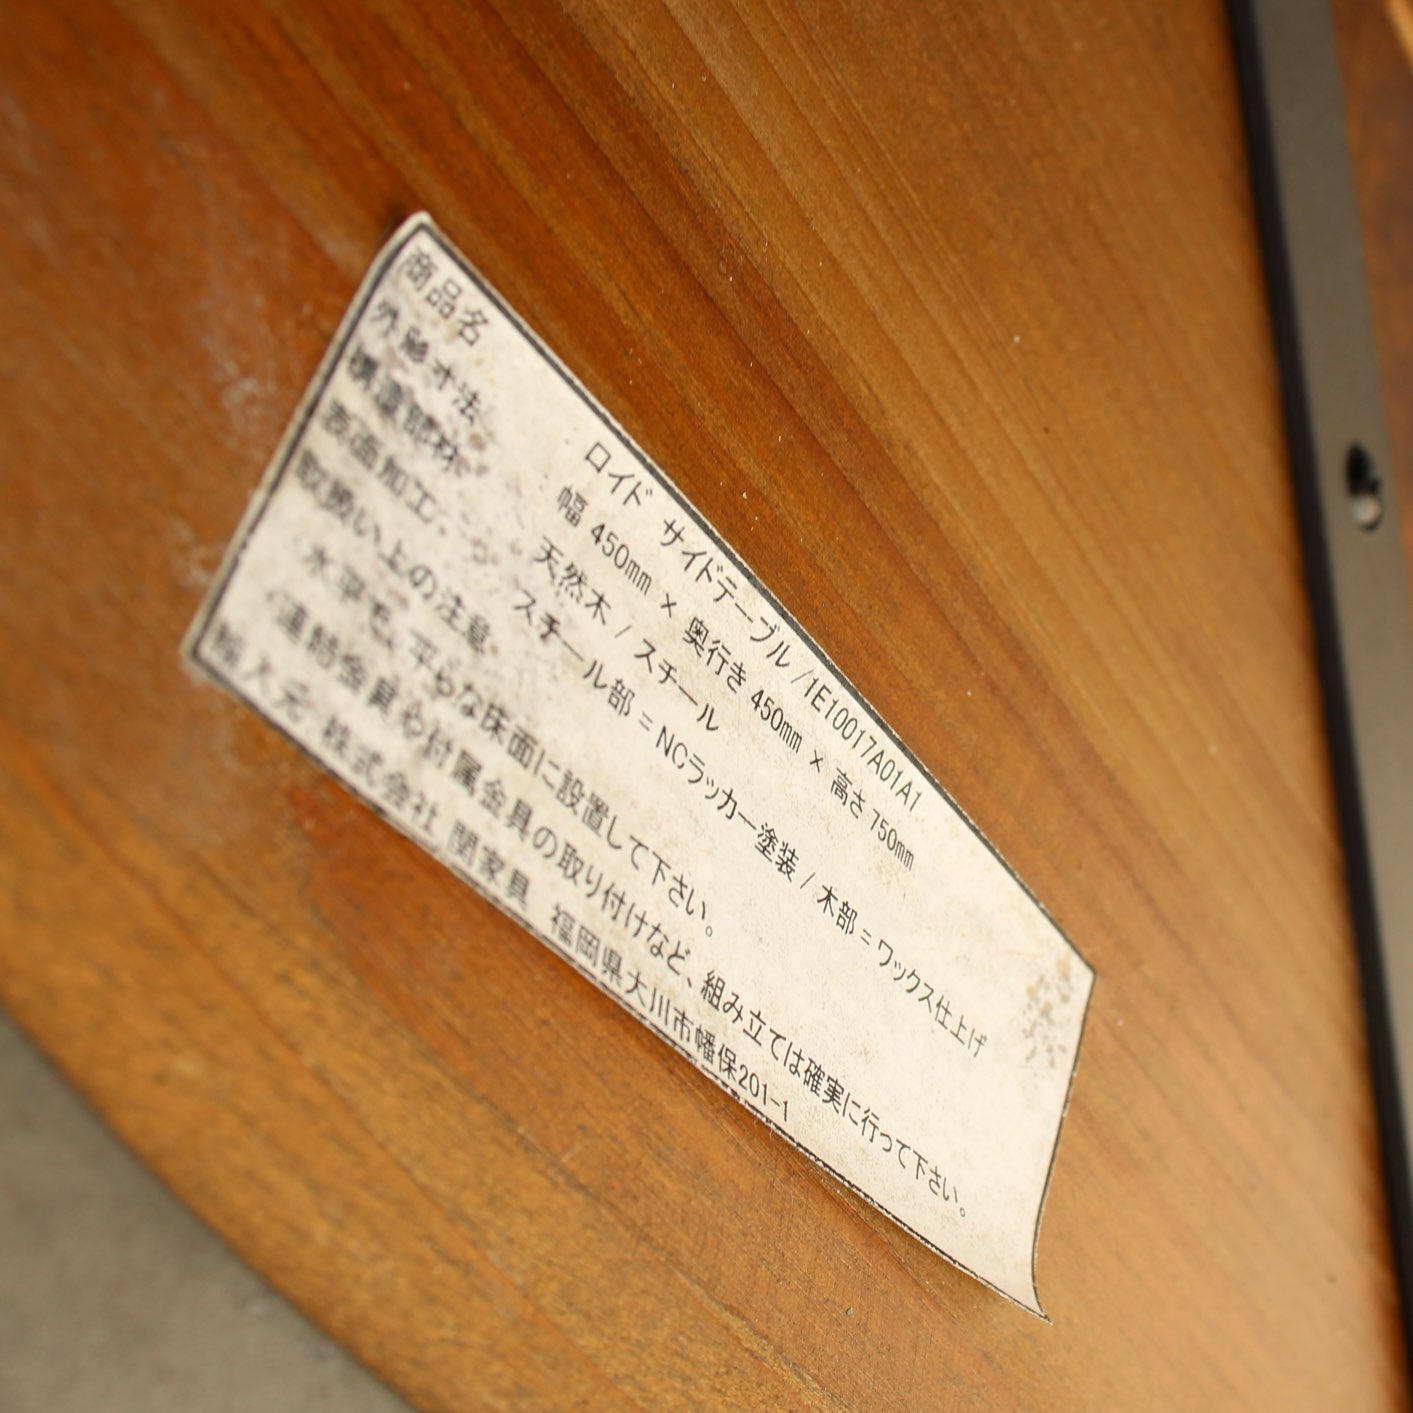 商品名 ロイド サイドテーブル/IE10017A01A1
外形寸法 幅 450mm × 奥行き 450mm × 高さ 750mm
構造部材 天然木 / スチール
表面加工 スチール部=NCラッカー塗装 / 木部=ワックス仕上げ
取扱い上の注意
水平で、平らな床面に設置して下さい。
連結金具や付属金具の取り付けなど、組み立ては確実に行って下さい。
輸入元 株式会社 関家具 福岡県大川市幡保201-1